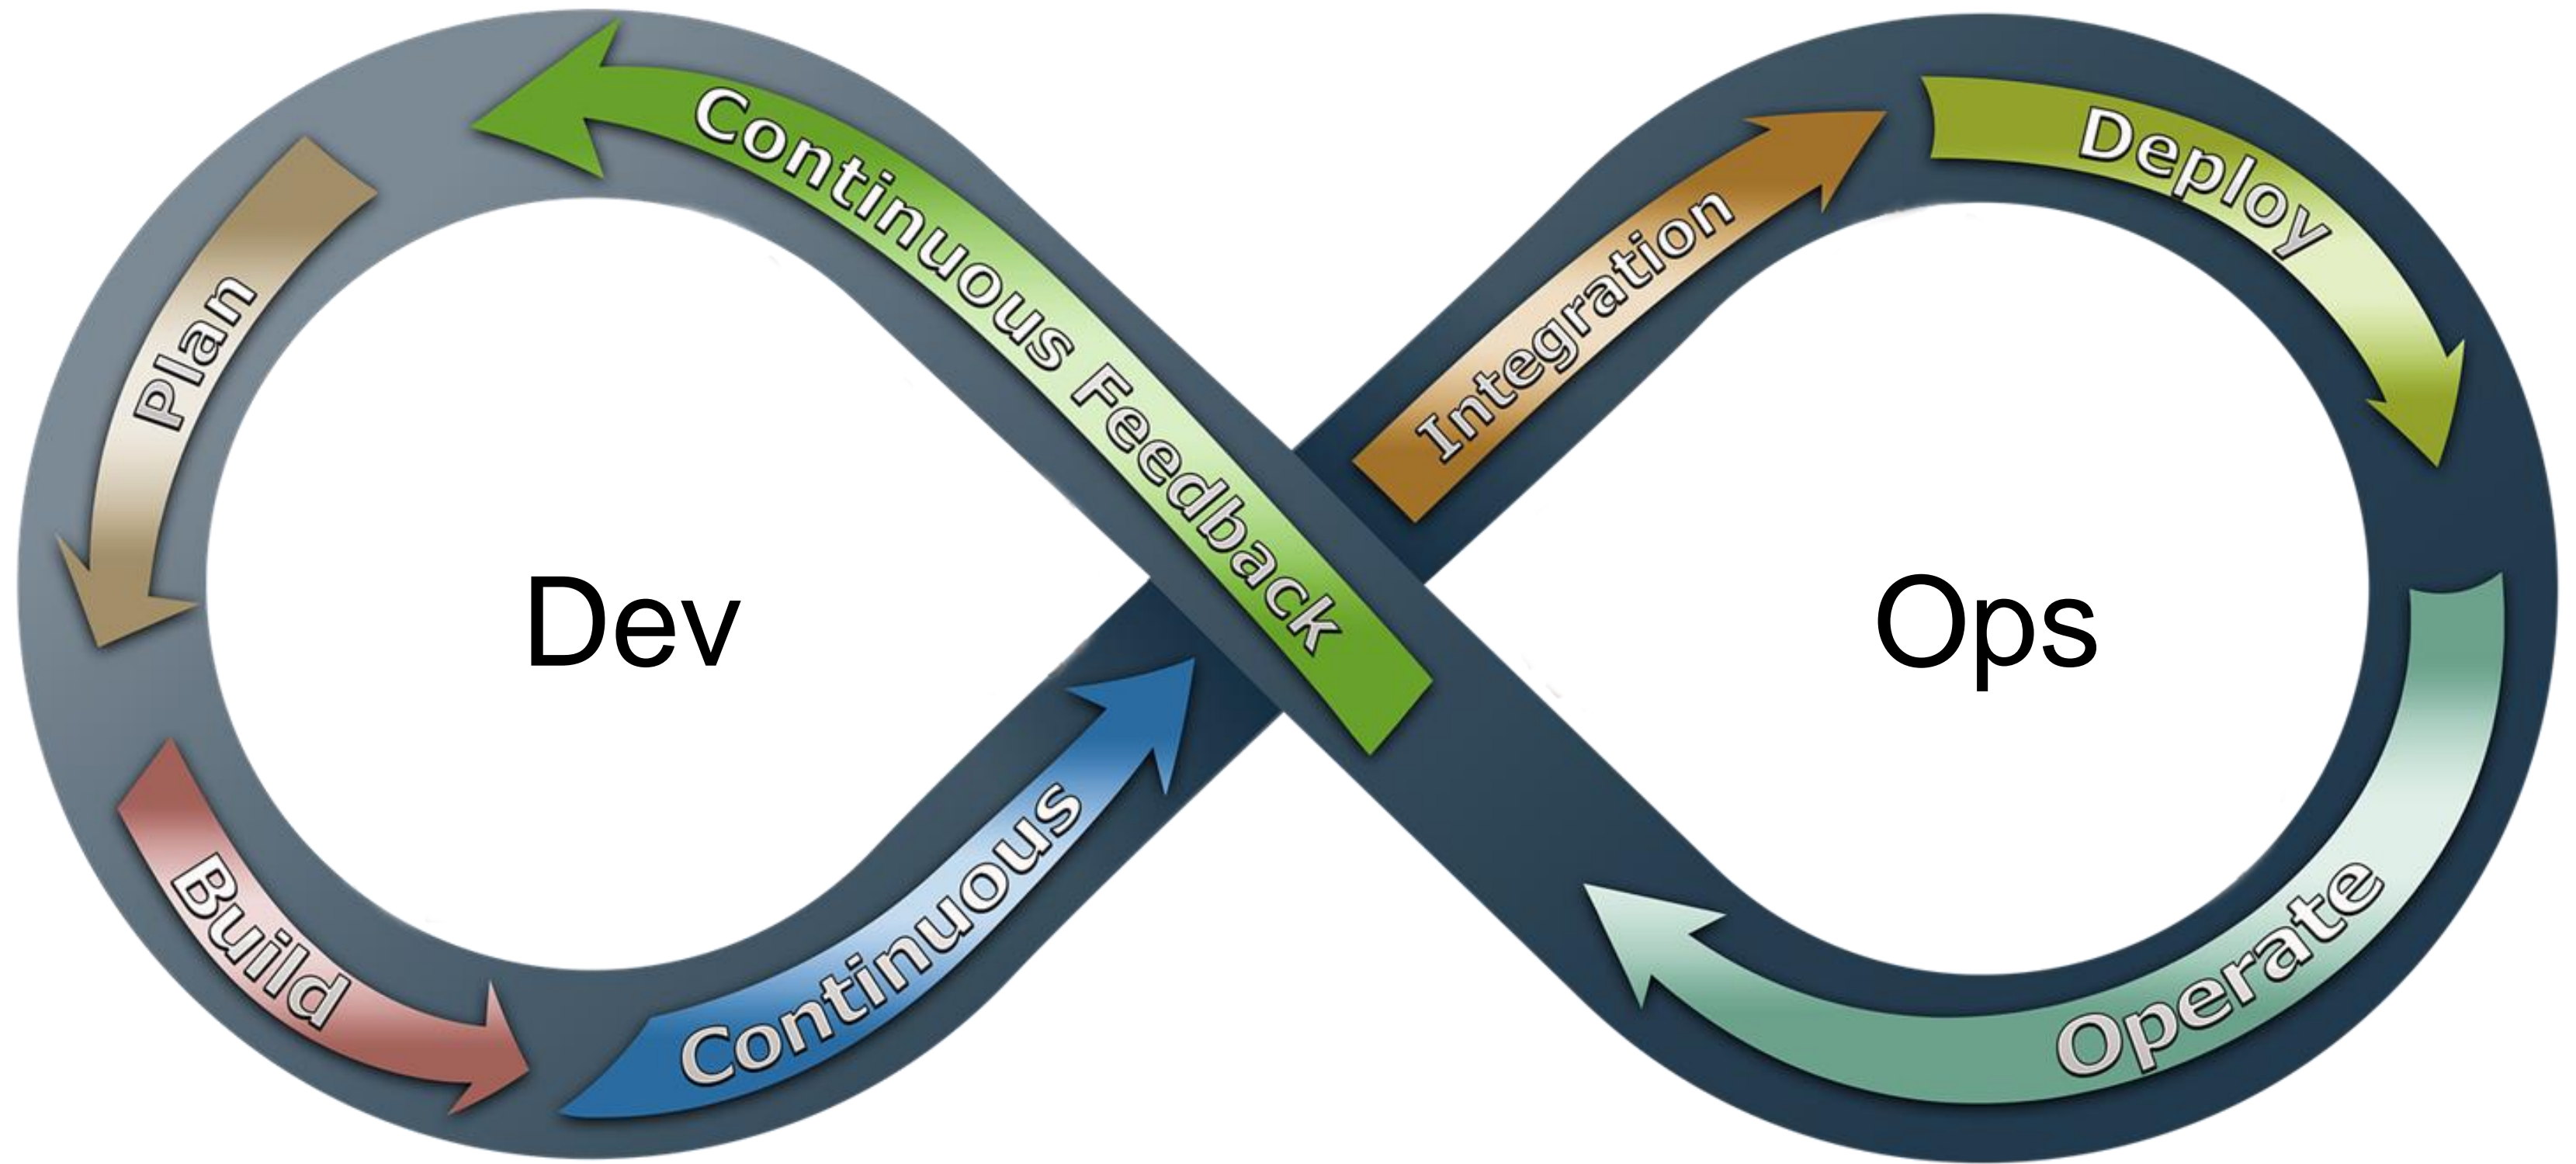 Continuous Feedback
Plan
Build
Continuous
Integration
Deploy
Operate
Dev
Ops